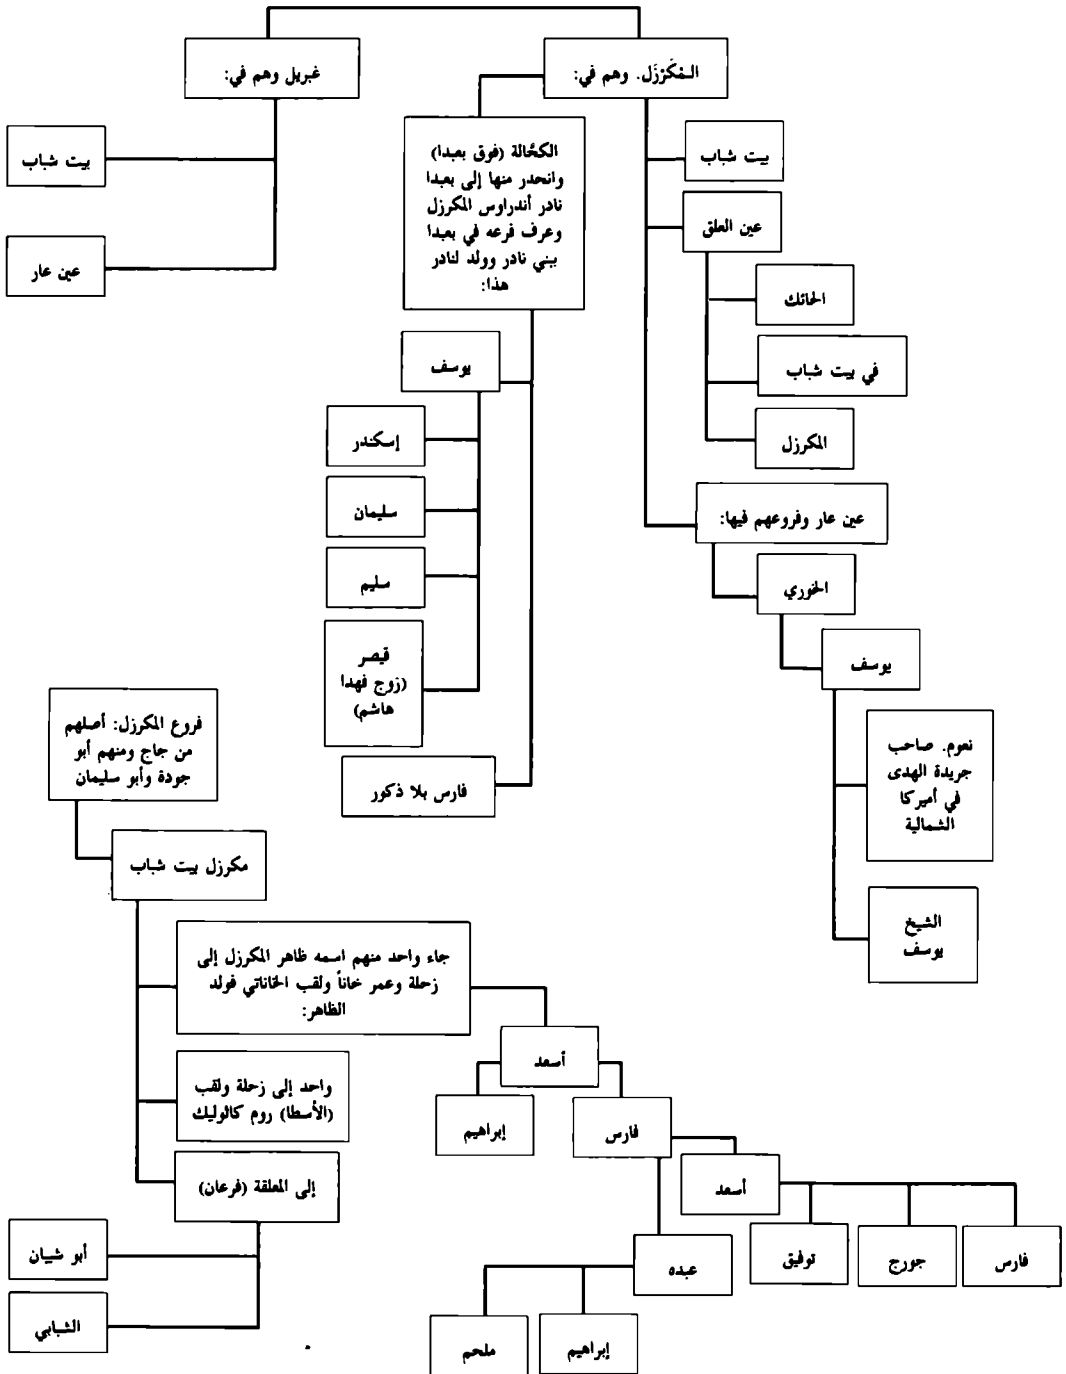 المُكَرْزَل. وهم في:
غبريل وهم في:
بيت شباب
عين العلق
الحائك
في بيت شباب
المكرزل
عين عار وفروعهم فيها:
الخوري
يوسف
نعوم. صاحب
جريدة الهدى
في أميركا
الشمالية
الشيخ
يوسف
الكحّالة (فوق بعبدا)
وانحدر منها إلى بعبدا
نادر أندراوس المكرزل
وعرف فرعه في بعبدا
ببني نادر وولد لنادر
هذا:
يوسف
إسكندر
سليمان
سليم
قيصر
(زوج فهدا
هاشم)
فارس بلا ذكور
بيت شباب
عين عار
فروع المكرزل: أصلهم
من جاج ومنهم أبو
جودة وأبو سليمان
مكرزل بيت شباب
جاء واحد منهم اسمه ظاهر المكرزل إلى
زحلة وعمر خاناً ولقب الخاناتي فولد
الظاهر:
أسعد
إبراهيم
فارس
أسعد
فارس
جورج
توفيق
عبده
إبراهيم
ملحم
واحد إلى زحلة ولقب
(الأسطا) روم كاثوليك
إلى المعلقة (فرعان)
أبو شبان
الشبابي